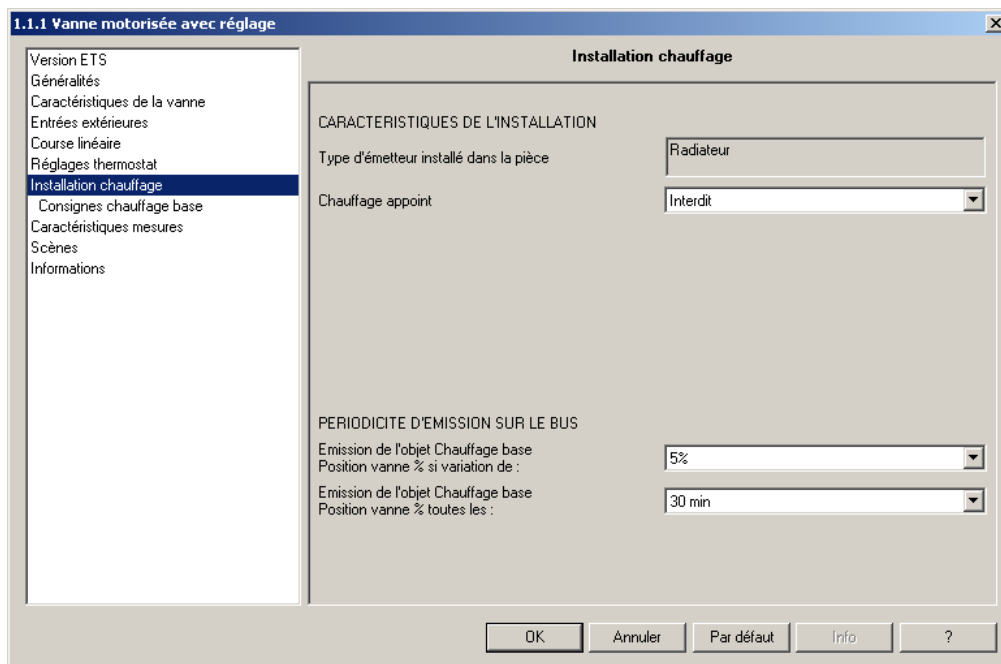 1.1.1 Vanne motorisée avec réglage
Version ETS
Généralités
Caractéristiques de la vanne
Entrées extérieures
Course linéaire
Réglages thermostat
Installation chauffage
Consignes chauffage base
Caractéristiques mesures
Scènes
Informations
Installation chauffage
CARACTERISTIQUES DE L'INSTALLATION
Type d'émetteur installé dans la pièce
Radiateur
Chauffage appoint
Interdit
PERIODICITE D'EMISSION SUR LE BUS
Emission de l'objet Chauffage base
Position vanne % si variation de :
5%
Emission de l'objet Chauffage base
Position vanne % toutes les :
30 min
OK
Annuler
Par défaut
Info
?